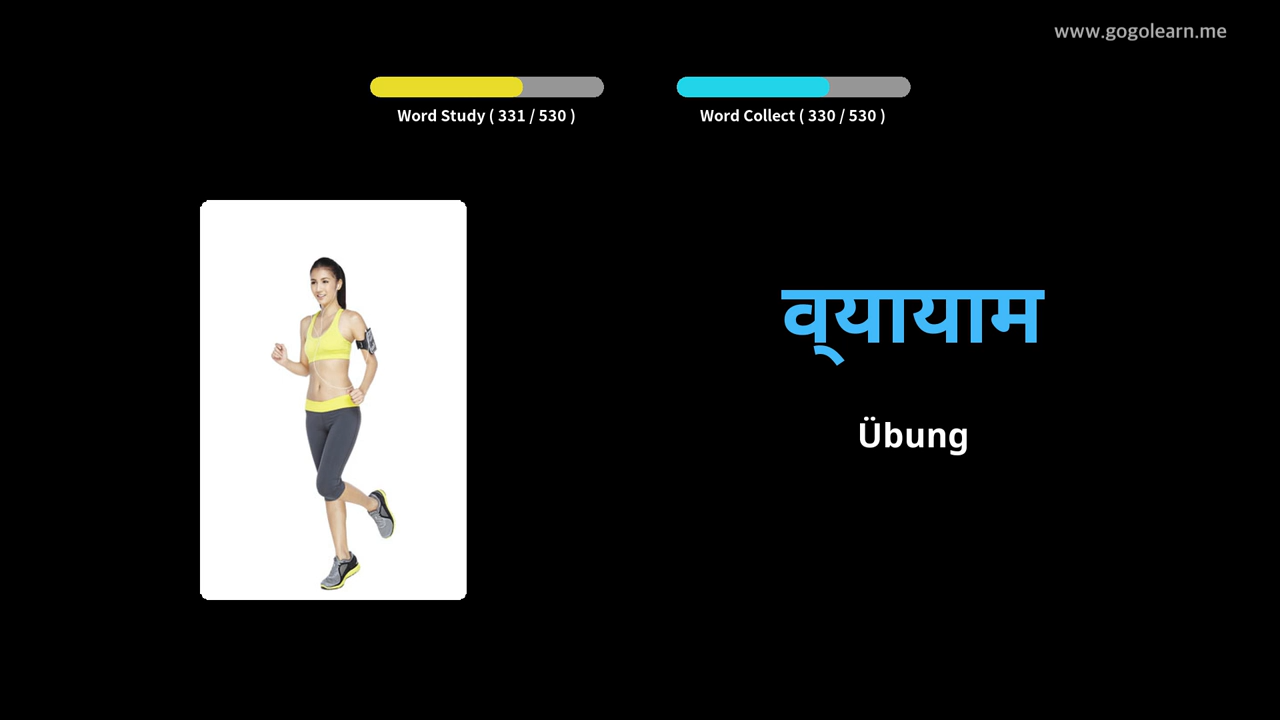 www.gogolearn.me
Word Study ( 331 / 530 )
Word Collect ( 330 / 530 )
व्यायाम
Übung